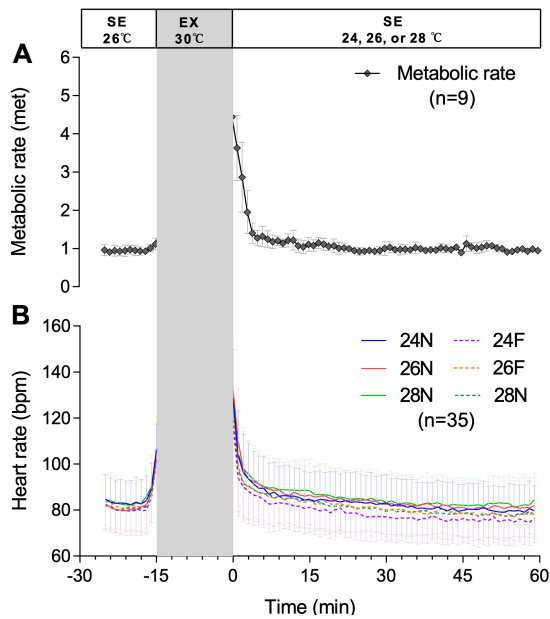 SE EX SE
26℃ 30℃ 24, 26, or 28 ℃
A
Metabolic rate (met)
6
5
4
3
2
1
0
Metabolic rate
(n=9)
B
Heart rate (bpm)
160
140
120
100
80
60
24N 24F
26N 26F
28N 28N
(n=35)
-30 -15 0 15 30 45 60
Time (min)